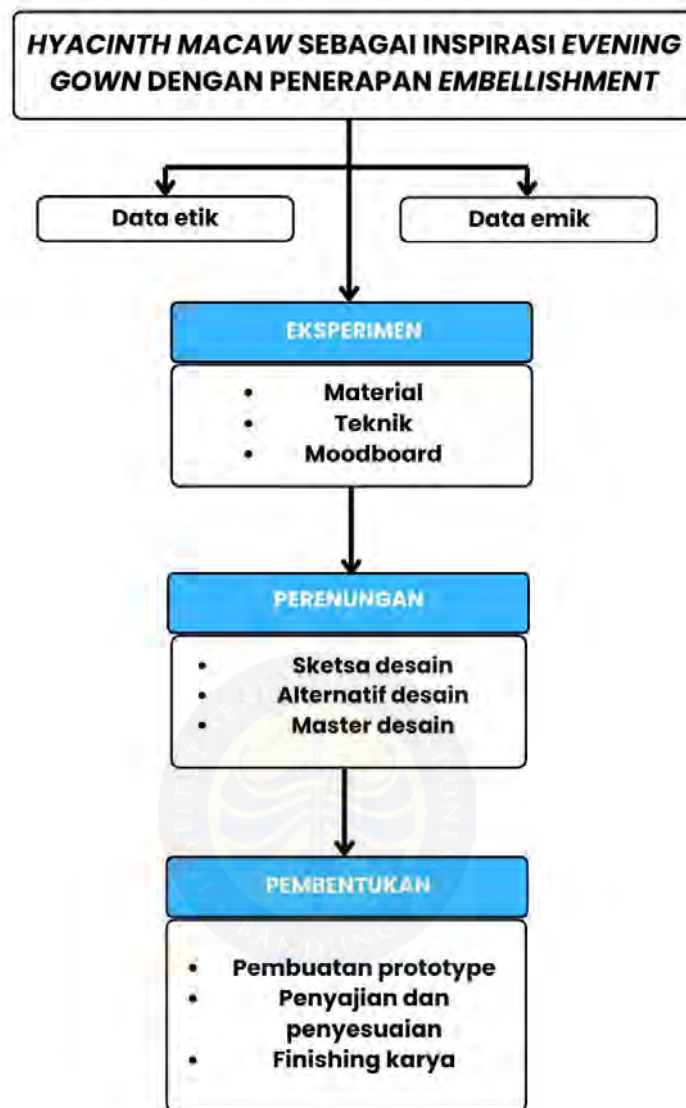 HYACINTH MACAW SEBAGAI INSPIRASI EVENING
GOWN DENGAN PENERAPAN EMBELLISHMENT
Data etik
Data emik
EKSPERIMEN
• Material
• Teknik
• Moodboard
PERENUNGAN
• Sketsa desain
• Alternatif desain
• Master desain
PEMBENTUKAN
• Pembuatan prototype
• Penyajian dan
penyesuaian
• Finishing karya